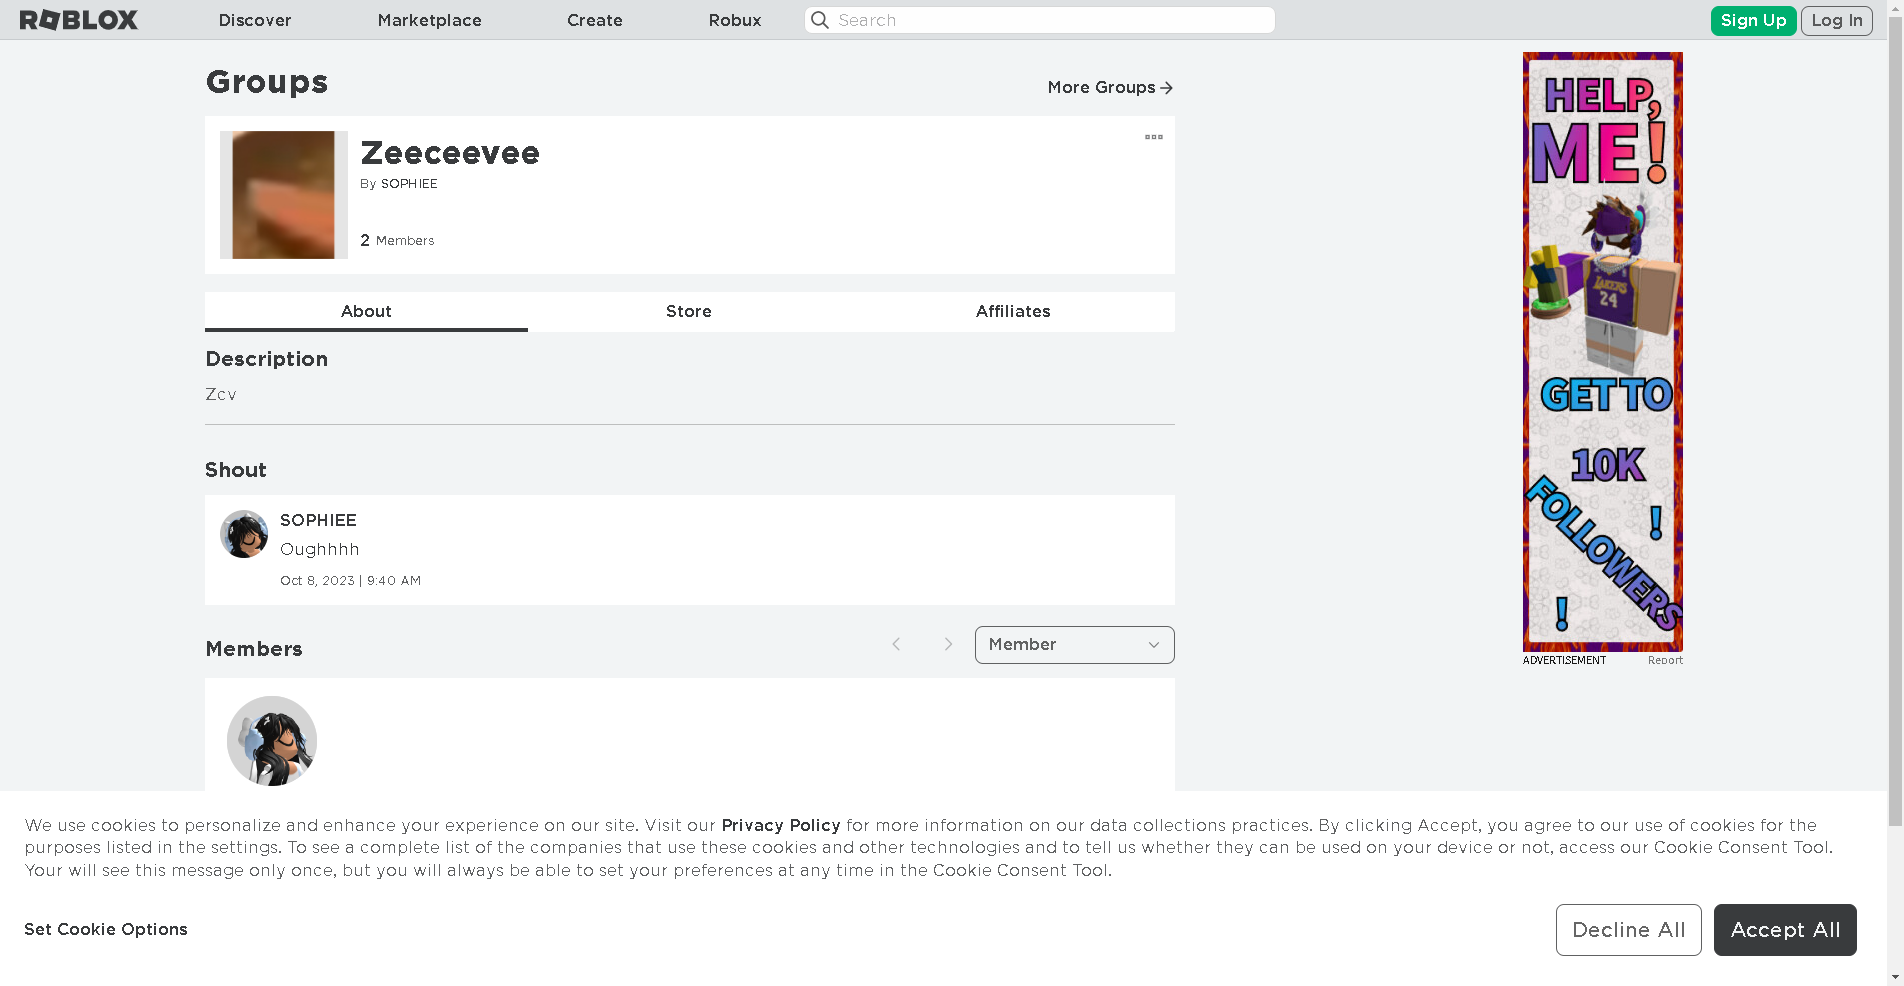 ROBLOX
Discover
Marketplace
Create
Robux
Search
Sign Up
Log In
Groups
More Groups
Zeeceevee
By SOPHIEE
2 Members
About
Store
Affiliates
Description
Zcv
Shout
SOPHIEE
Oughhhh
Oct 8, 2023 | 9:40 AM
Members
Member
HELP,
ME!
LAKERS
24
GET TO
10K
FOLLOWERS
!
!
ADVERTISEMENT
Report
We use cookies to personalize and enhance your experience on our site. Visit our Privacy Policy for more information on our data collections practices. By clicking Accept, you agree to our use of cookies for the
purposes listed in the settings. To see a complete list of the companies that use these cookies and other technologies and to tell us whether they can be used on your device or not, access our Cookie Consent Tool.
Your will see this message only once, but you will always be able to set your preferences at any time in the Cookie Consent Tool.
Set Cookie Options
Decline All
Accept All